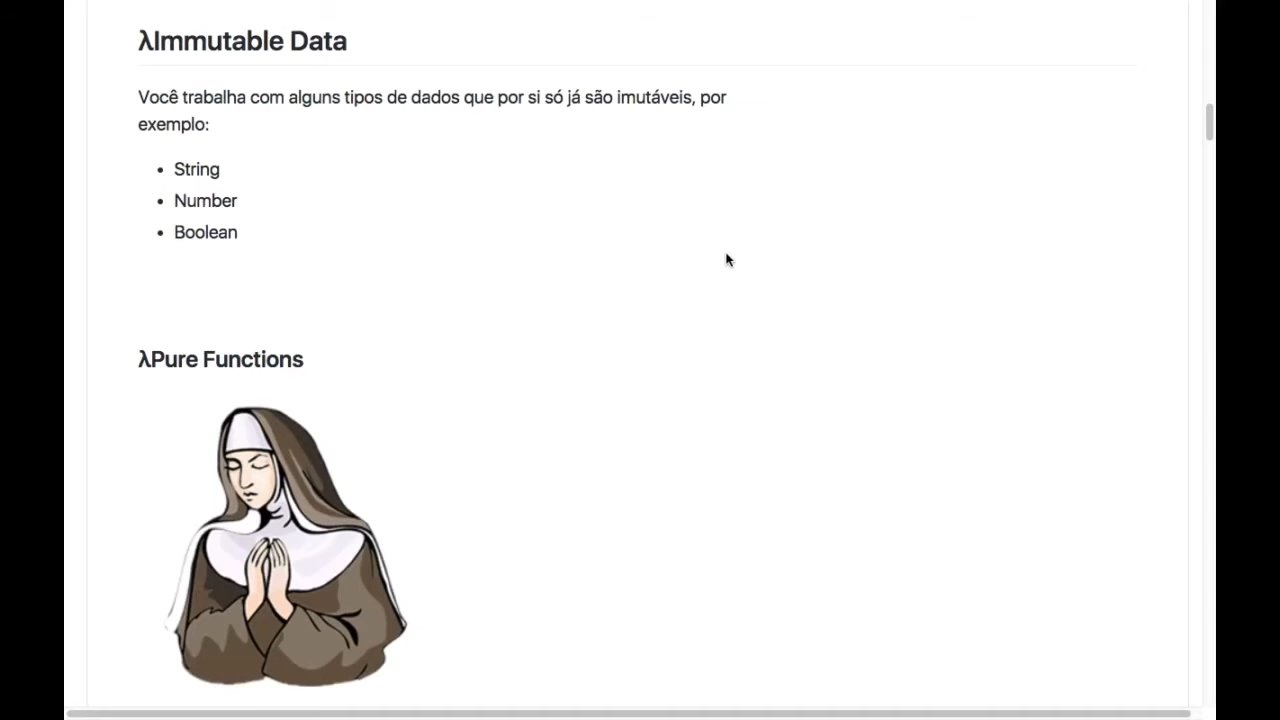 λImmutable Data
Você trabalha com alguns tipos de dados que por si só já são imutáveis, por
exemplo:
• String
• Number
• Boolean
λPure Functions